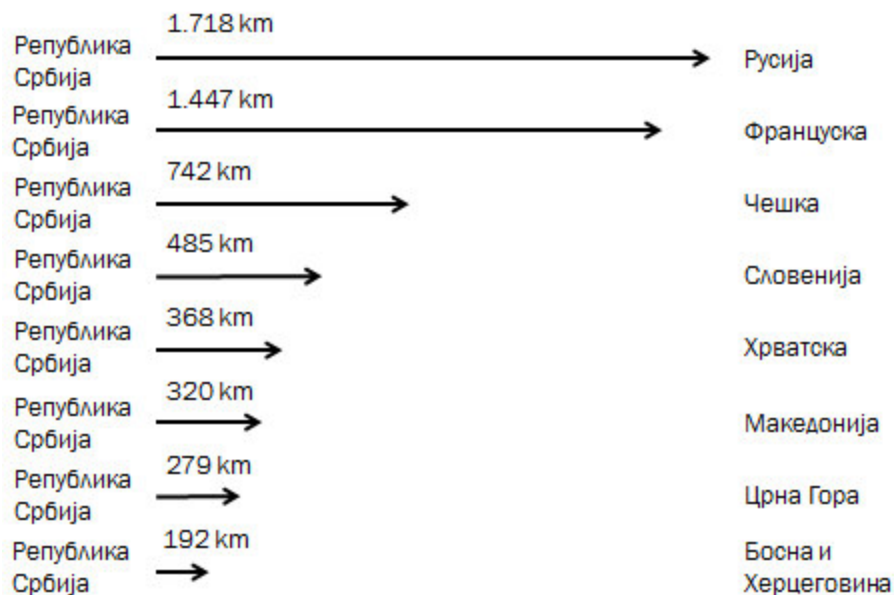 1.718 km
Република
Србија
Русија
1.447 km
Република
Србија
Француска
742 km
Република
Србија
Чешка
485 km
Република
Србија
Словенија
368 km
Република
Србија
Хрватска
320 km
Република
Србија
Македонија
279 km
Република
Србија
Црна Гора
192 km
Република
Србија
Босна и
Херцеговина